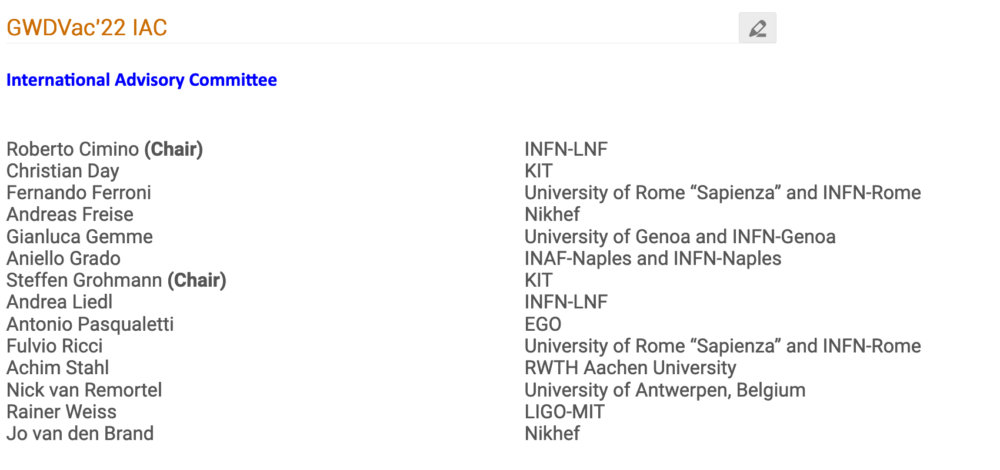 GWDVac'22 IAC
International Advisory Committee
Roberto Cimino (Chair) INFN-LNF
Christian Day KIT
Fernando Ferroni University of Rome “Sapienza” and INFN-Rome
Andreas Freise Nikhef
Gianluca Gemme University of Genoa and INFN-Genoa
Aniello Grado INAF-Naples and INFN-Naples
Steffen Grohmann (Chair) KIT
Andrea Liedl INFN-LNF
Antonio Pasqualetti EGO
Fulvio Ricci University of Rome “Sapienza” and INFN-Rome
Achim Stahl RWTH Aachen University
Nick van Remortel University of Antwerpen, Belgium
Rainer Weiss LIGO-MIT
Jo van den Brand Nikhef